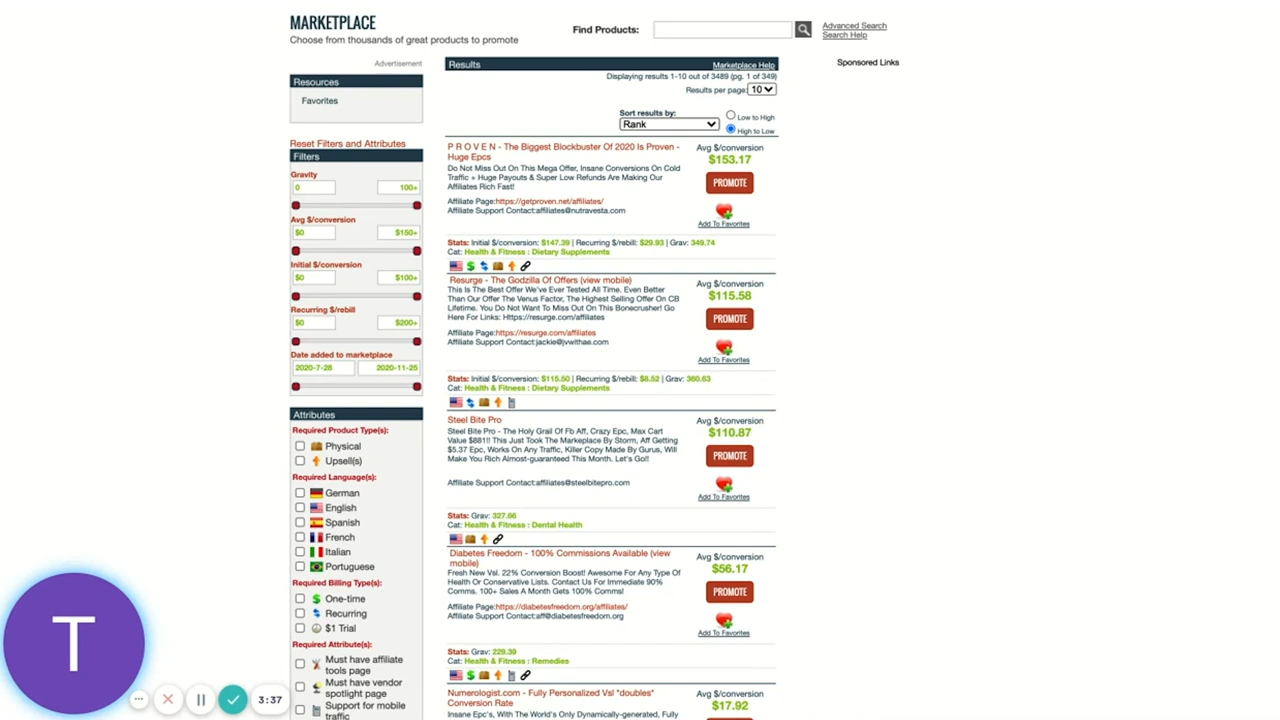 MARKETPLACE
Choose from thousands of great products to promote
Find Products:
Advanced Search
Search Help
Advertisement
Resources
Favorites
Reset Filters and Attributes
Filters
Gravity
0 100+
Avg $/conversion
$0 $150+
Initial $/conversion
$0 $100+
Recurring $/rebill
$0 $200+
Date added to marketplace
2020-7-28 2020-11-25
Attributes
Required Product Type(s):
Physical
Upsell(s)
Required Language(s):
German
English
Spanish
French
Italian
Portuguese
Required Billing Type(s):
One-time
Recurring
$1 Trial
Required Attribute(s):
Must have affiliate
tools page
Must have vendor
spotlight page
Support for mobile
traffic
Results Marketplace Help
Displaying results 1-10 out of 3489 (pg. 1 of 349)
Results per page: 10
Sort results by:
Rank
Low to High
High to Low
P R O V E N - The Biggest Blockbuster Of 2020 Is Proven -
Huge Epcs
Do Not Miss Out On This Mega Offer, Insane Conversions On Cold
Traffic + Huge Payouts & Super Low Refunds Are Making Our
Affiliates Rich Fast!
Affiliate Page:https://getproven.net/affiliates/
Affiliate Support Contact:affiliates@nutravesta.com
Avg $/conversion
$153.17
PROMOTE
Add To Favorites
Stats: Initial $/conversion: $147.39 | Recurring $/rebill: $29.93 | Grav: 349.74
Cat: Health & Fitness : Dietary Supplements
Resurge - The Godzilla Of Offers (view mobile)
This Is The Best Offer We've Ever Tested All Time. Even Better
Than Our Offer The Venus Factor, The Highest Selling Offer On CB
Lifetime. You Do Not Want To Miss Out On This Bonecrusher! Go
Here For Links: Https://resurge.com/affiliates
Affiliate Page:https://resurge.com/affiliates
Affiliate Support Contact:jackie@jvwithae.com
Avg $/conversion
$115.58
PROMOTE
Add To Favorites
Stats: Initial $/conversion: $115.50 | Recurring $/rebill: $8.52 | Grav: 360.63
Cat: Health & Fitness : Dietary Supplements
Steel Bite Pro
Steel Bite Pro - The Holy Grail Of Fb Aff, Crazy Epc, Max Cart
Value $881!! This Just Took The Markeplace By Storm, Aff Getting
$5.37 Epc, Works On Any Traffic, Killer Copy Made By Gurus, Will
Make You Rich Almost-guaranteed This Month. Let's Go!!
Affiliate Support Contact:affiliates@steelbitepro.com
Avg $/conversion
$110.87
PROMOTE
Add To Favorites
Stats: Grav: 327.66
Cat: Health & Fitness : Dental Health
Diabetes Freedom - 100% Commissions Available (view
mobile)
Fresh New Vsl. 22% Conversion Boost! Awesome For Any Type Of
Health Or Conservative Lists. Contact Us For Immediate 90%
Comms. 100+ Sales A Month Gets 100% Comms!
Affiliate Page:https://diabetesfreedom.org/affiliates/
Affiliate Support Contact:aff@diabetesfreedom.org
Avg $/conversion
$56.17
PROMOTE
Add To Favorites
Stats: Grav: 229.39
Cat: Health & Fitness : Remedies
Numerologist.com - Fully Personalized Vsl *doubles*
Conversion Rate
Insane Epc's, With The World's Only Dynamically-generated, Fully
Avg $/conversion
$17.92
Sponsored Links
T
3:37